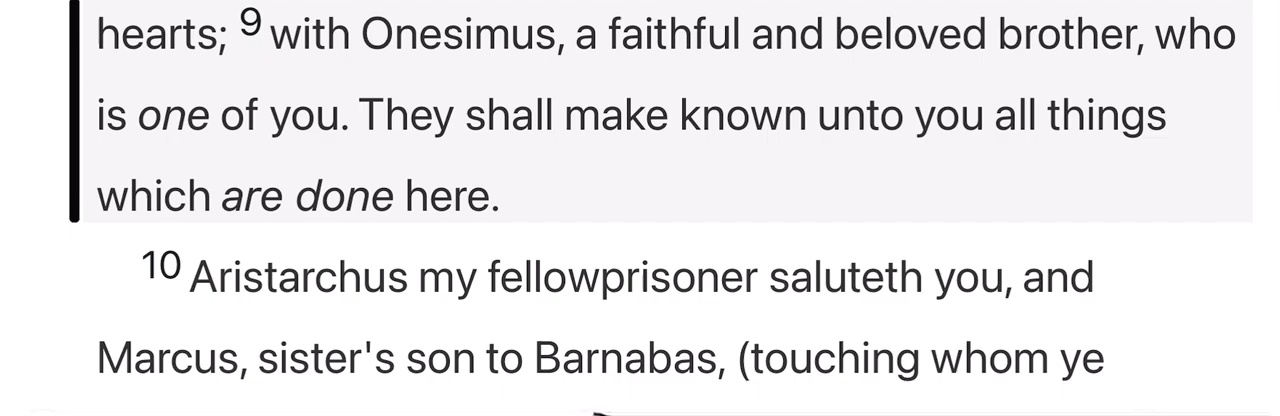 hearts; 9 with Onesimus, a faithful and beloved brother, who
is one of you. They shall make known unto you all things
which are done here.
10 Aristarchus my fellowprisoner saluteth you, and
Marcus, sister's son to Barnabas, (touching whom ye